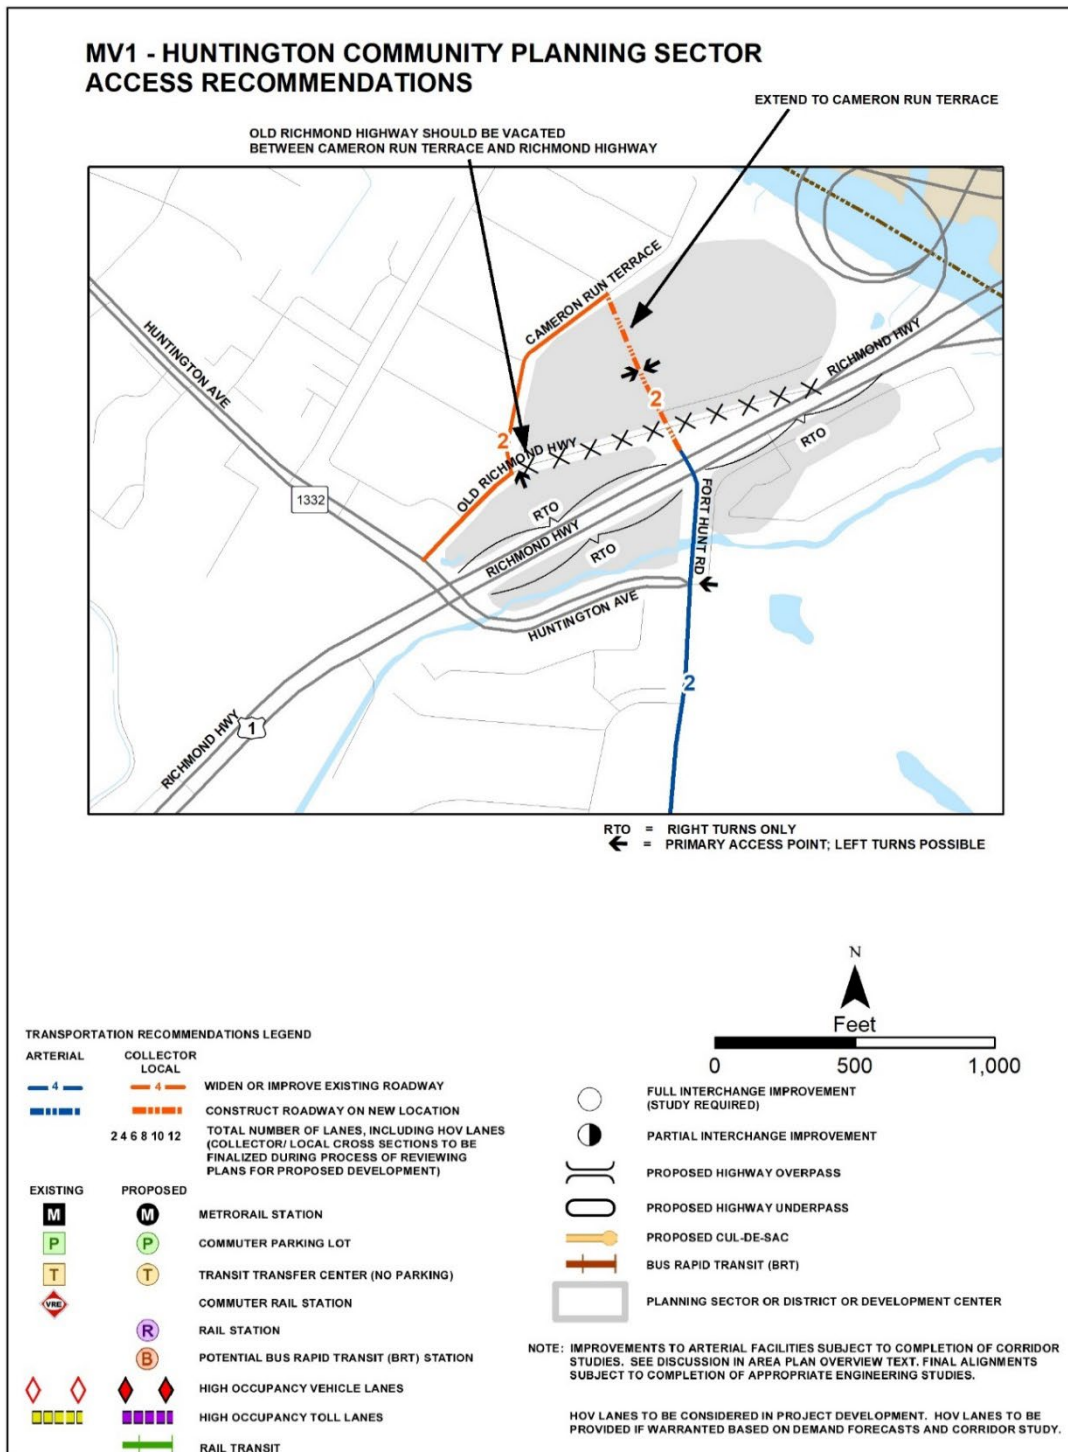 MV1 - HUNTINGTON COMMUNITY PLANNING SECTOR
ACCESS RECOMMENDATIONS
EXTEND TO CAMERON RUN TERRACE
OLD RICHMOND HIGHWAY SHOULD BE VACATED
BETWEEN CAMERON RUN TERRACE AND RICHMOND HIGHWAY
CAMERON RUN TERRACE
HUNTINGTON AVE
RICHMOND HWY
2
2
OLD RICHMOND HWY
RTO
1332
RTO
FORT HUNT RD
RICHMOND HWY
RTO
HUNTINGTON AVE
2
RICHMOND HWY
1
RTO = RIGHT TURNS ONLY
= PRIMARY ACCESS POINT; LEFT TURNS POSSIBLE
N
Feet
0 500 1,000
TRANSPORTATION RECOMMENDATIONS LEGEND
ARTERIAL COLLECTOR
LOCAL
4 4 WIDEN OR IMPROVE EXISTING ROADWAY
CONSTRUCT ROADWAY ON NEW LOCATION
2 4 6 8 10 12 TOTAL NUMBER OF LANES, INCLUDING HOV LANES
(COLLECTOR/ LOCAL CROSS SECTIONS TO BE
FINALIZED DURING PROCESS OF REVIEWING
PLANS FOR PROPOSED DEVELOPMENT)
EXISTING PROPOSED
M M METRORAIL STATION
P P COMMUTER PARKING LOT
T T TRANSIT TRANSFER CENTER (NO PARKING)
VRE COMMUTER RAIL STATION
R RAIL STATION
B POTENTIAL BUS RAPID TRANSIT (BRT) STATION
HIGH OCCUPANCY VEHICLE LANES
HIGH OCCUPANCY TOLL LANES
RAIL TRANSIT
FULL INTERCHANGE IMPROVEMENT
(STUDY REQUIRED)
PARTIAL INTERCHANGE IMPROVEMENT
PROPOSED HIGHWAY OVERPASS
PROPOSED HIGHWAY UNDERPASS
PROPOSED CUL-DE-SAC
BUS RAPID TRANSIT (BRT)
PLANNING SECTOR OR DISTRICT OR DEVELOPMENT CENTER
NOTE: IMPROVEMENTS TO ARTERIAL FACILITIES SUBJECT TO COMPLETION OF CORRIDOR
STUDIES. SEE DISCUSSION IN AREA PLAN OVERVIEW TEXT. FINAL ALIGNMENTS
SUBJECT TO COMPLETION OF APPROPRIATE ENGINEERING STUDIES.
HOV LANES TO BE CONSIDERED IN PROJECT DEVELOPMENT. HOV LANES TO BE
PROVIDED IF WARRANTED BASED ON DEMAND FORECASTS AND CORRIDOR STUDY.